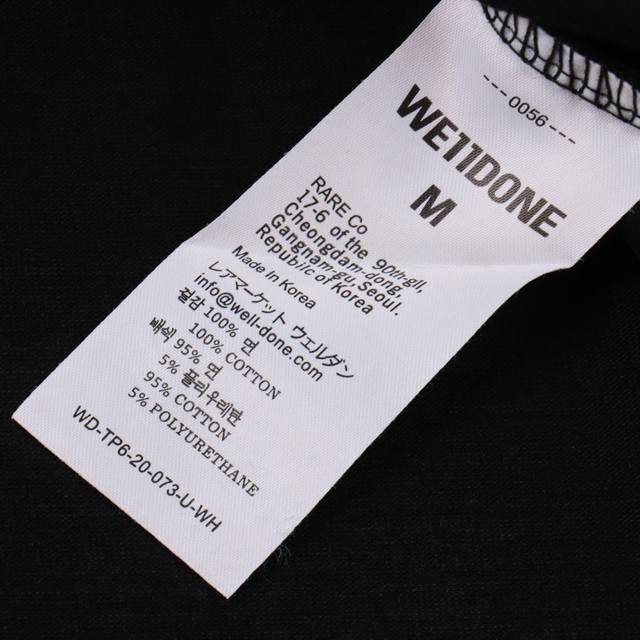 ---0056---
WE11DONE
M
RARE Co
17-6 of the 90th-gil,
Cheongdam-dong,
Gangnam-gu, Seoul,
Republic of Korea
Made in Korea
レアマーケット ウェルダン
info@well-done.com
겉감 100% 면
100% COTTON
배색 95% 면
5% 폴리우레탄
95% COTTON
5% POLYURETHANE
WD-TP6-20-073-U-WH